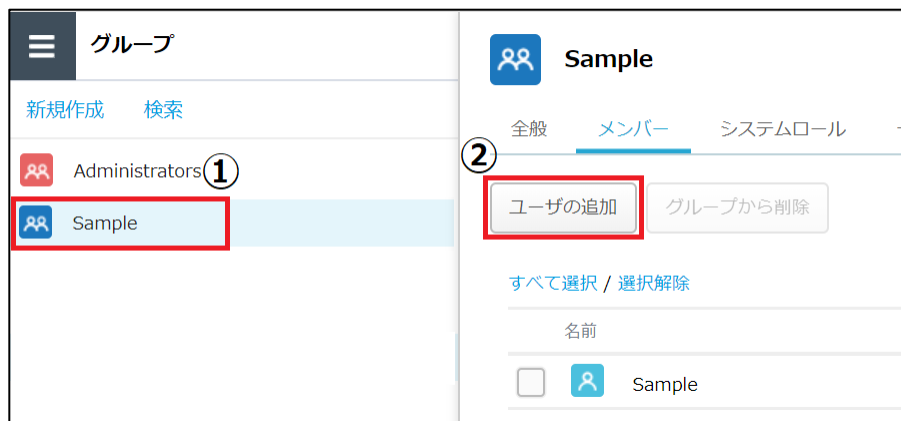 グループ
新規作成 検索
Administrators ①
Sample
Sample
全般 メンバー システムロール
②
ユーザの追加 グループから削除
すべて選択 / 選択解除
名前
Sample